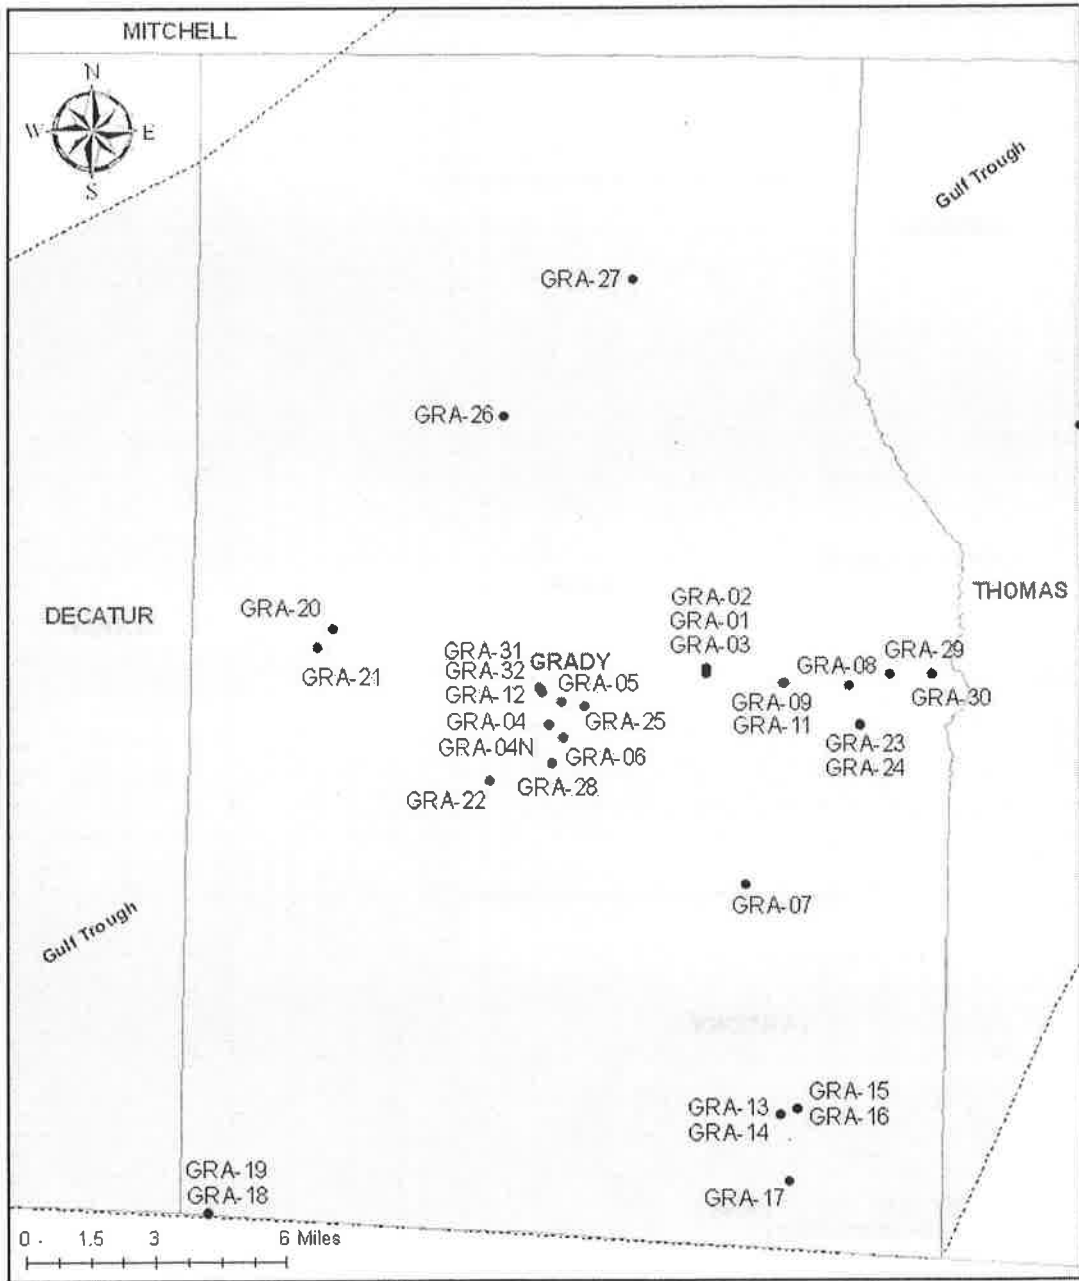 MITCHELL
N
W
E
S
Gulf Trough
GRA-27
GRA-26
THOMAS
DECATUR
GRA-20
GRA-21
GRA-02
GRA-01
GRA-03
GRA-31
GRA-32
GRA-12
GRADY
GRA-05
GRA-04
GRA-25
GRA-04N
GRA-06
GRA-28
GRA-22
GRA-08
GRA-29
GRA-09
GRA-11
GRA-30
GRA-23
GRA-24
GRA-07
Gulf Trough
GRA-13
GRA-14
GRA-15
GRA-16
GRA-17
GRA-19
GRA-18
0 1.5 3 6 Miles